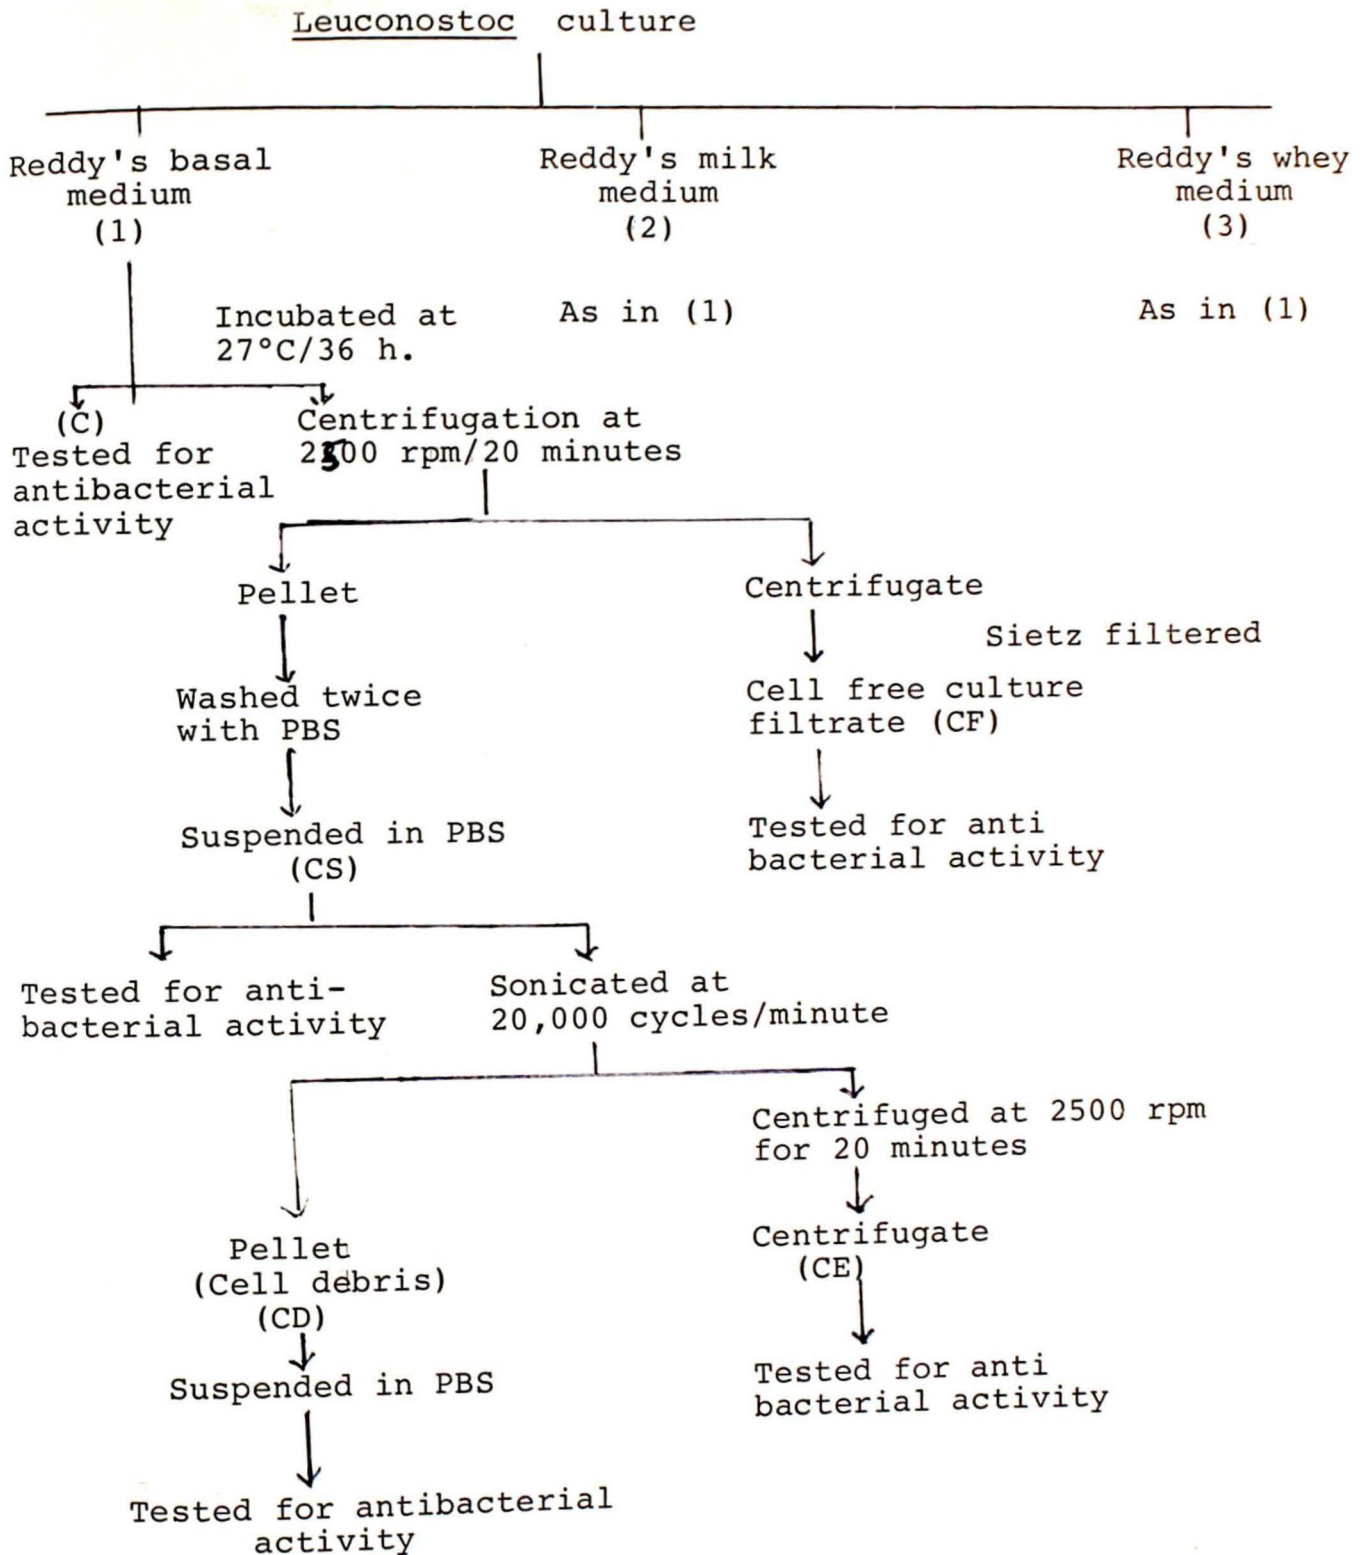 Leuconostoc culture
Reddy's basal
medium
(1)
Reddy's milk
medium
(2)
Reddy's whey
medium
(3)
Incubated at
27°C/36 h.
As in (1)
As in (1)
(C)
Tested for
antibacterial
activity
Centrifugation at
2500 rpm/20 minutes
Pellet
Centrifugate
Sietz filtered
Washed twice
with PBS
Cell free culture
filtrate (CF)
Suspended in PBS
(CS)
Tested for anti
bacterial activity
Tested for anti-
bacterial activity
Sonicated at
20,000 cycles/minute
Centrifuged at 2500 rpm
for 20 minutes
Pellet
(Cell debris)
(CD)
Centrifugate
(CE)
Suspended in PBS
Tested for anti
bacterial activity
Tested for antibacterial
activity